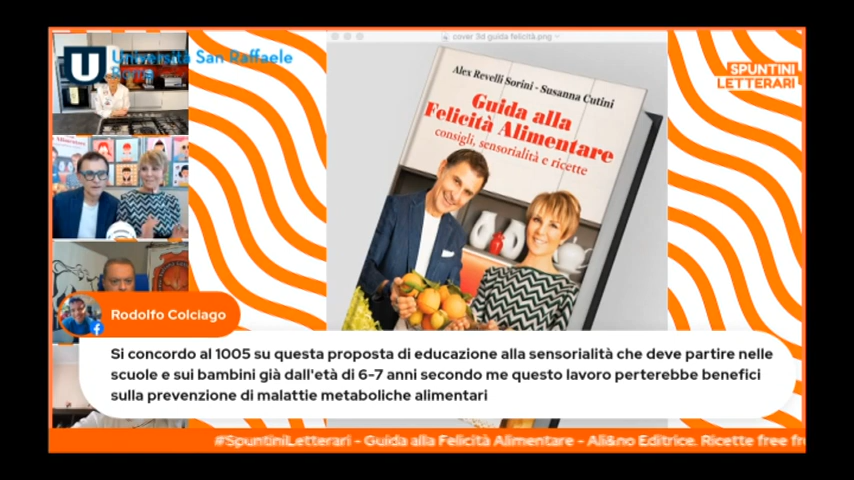 Università San Raffaele
Roma
cover 3d guida felicità.png
SPUNTINI
LETTERARI
Alex Revelli Sorini - Susanna Cutini
Guida alla
Felicità Alimentare
consigli, sensorialità e ricette
Rodolfo Colciago
Si concordo al 1005 su questa proposta di educazione alla sensorialità che deve partire nelle
scuole e sui bambini già dall'età di 6-7 anni secondo me questo lavoro perterebbe benefici
sulla prevenzione di malattie metaboliche alimentari
#SpuntiniLetterari - Guida alla Felicità Alimentare - Ali&no Editrice. Ricette free